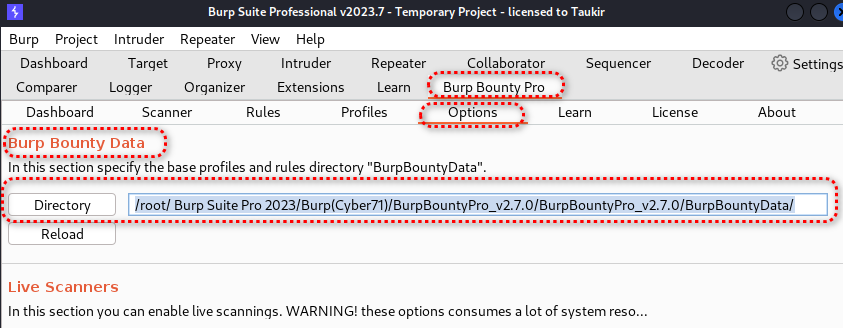 Burp Suite Professional v2023.7 - Temporary Project - licensed to Taukir
Burp Project Intruder Repeater View Help
Dashboard Target Proxy Intruder Repeater Collaborator Sequencer Decoder Settings
Comparer Logger Organizer Extensions Learn Burp Bounty Pro
Dashboard Scanner Rules Profiles Options Learn License About
Burp Bounty Data
In this section specify the base profiles and rules directory "BurpBountyData".
Directory /root/ Burp Suite Pro 2023/Burp(Cyber71)/BurpBountyPro_v2.7.0/BurpBountyPro_v2.7.0/BurpBountyData/
Reload
Live Scanners
In this section you can enable live scannings. WARNING! these options consumes a lot of system reso...